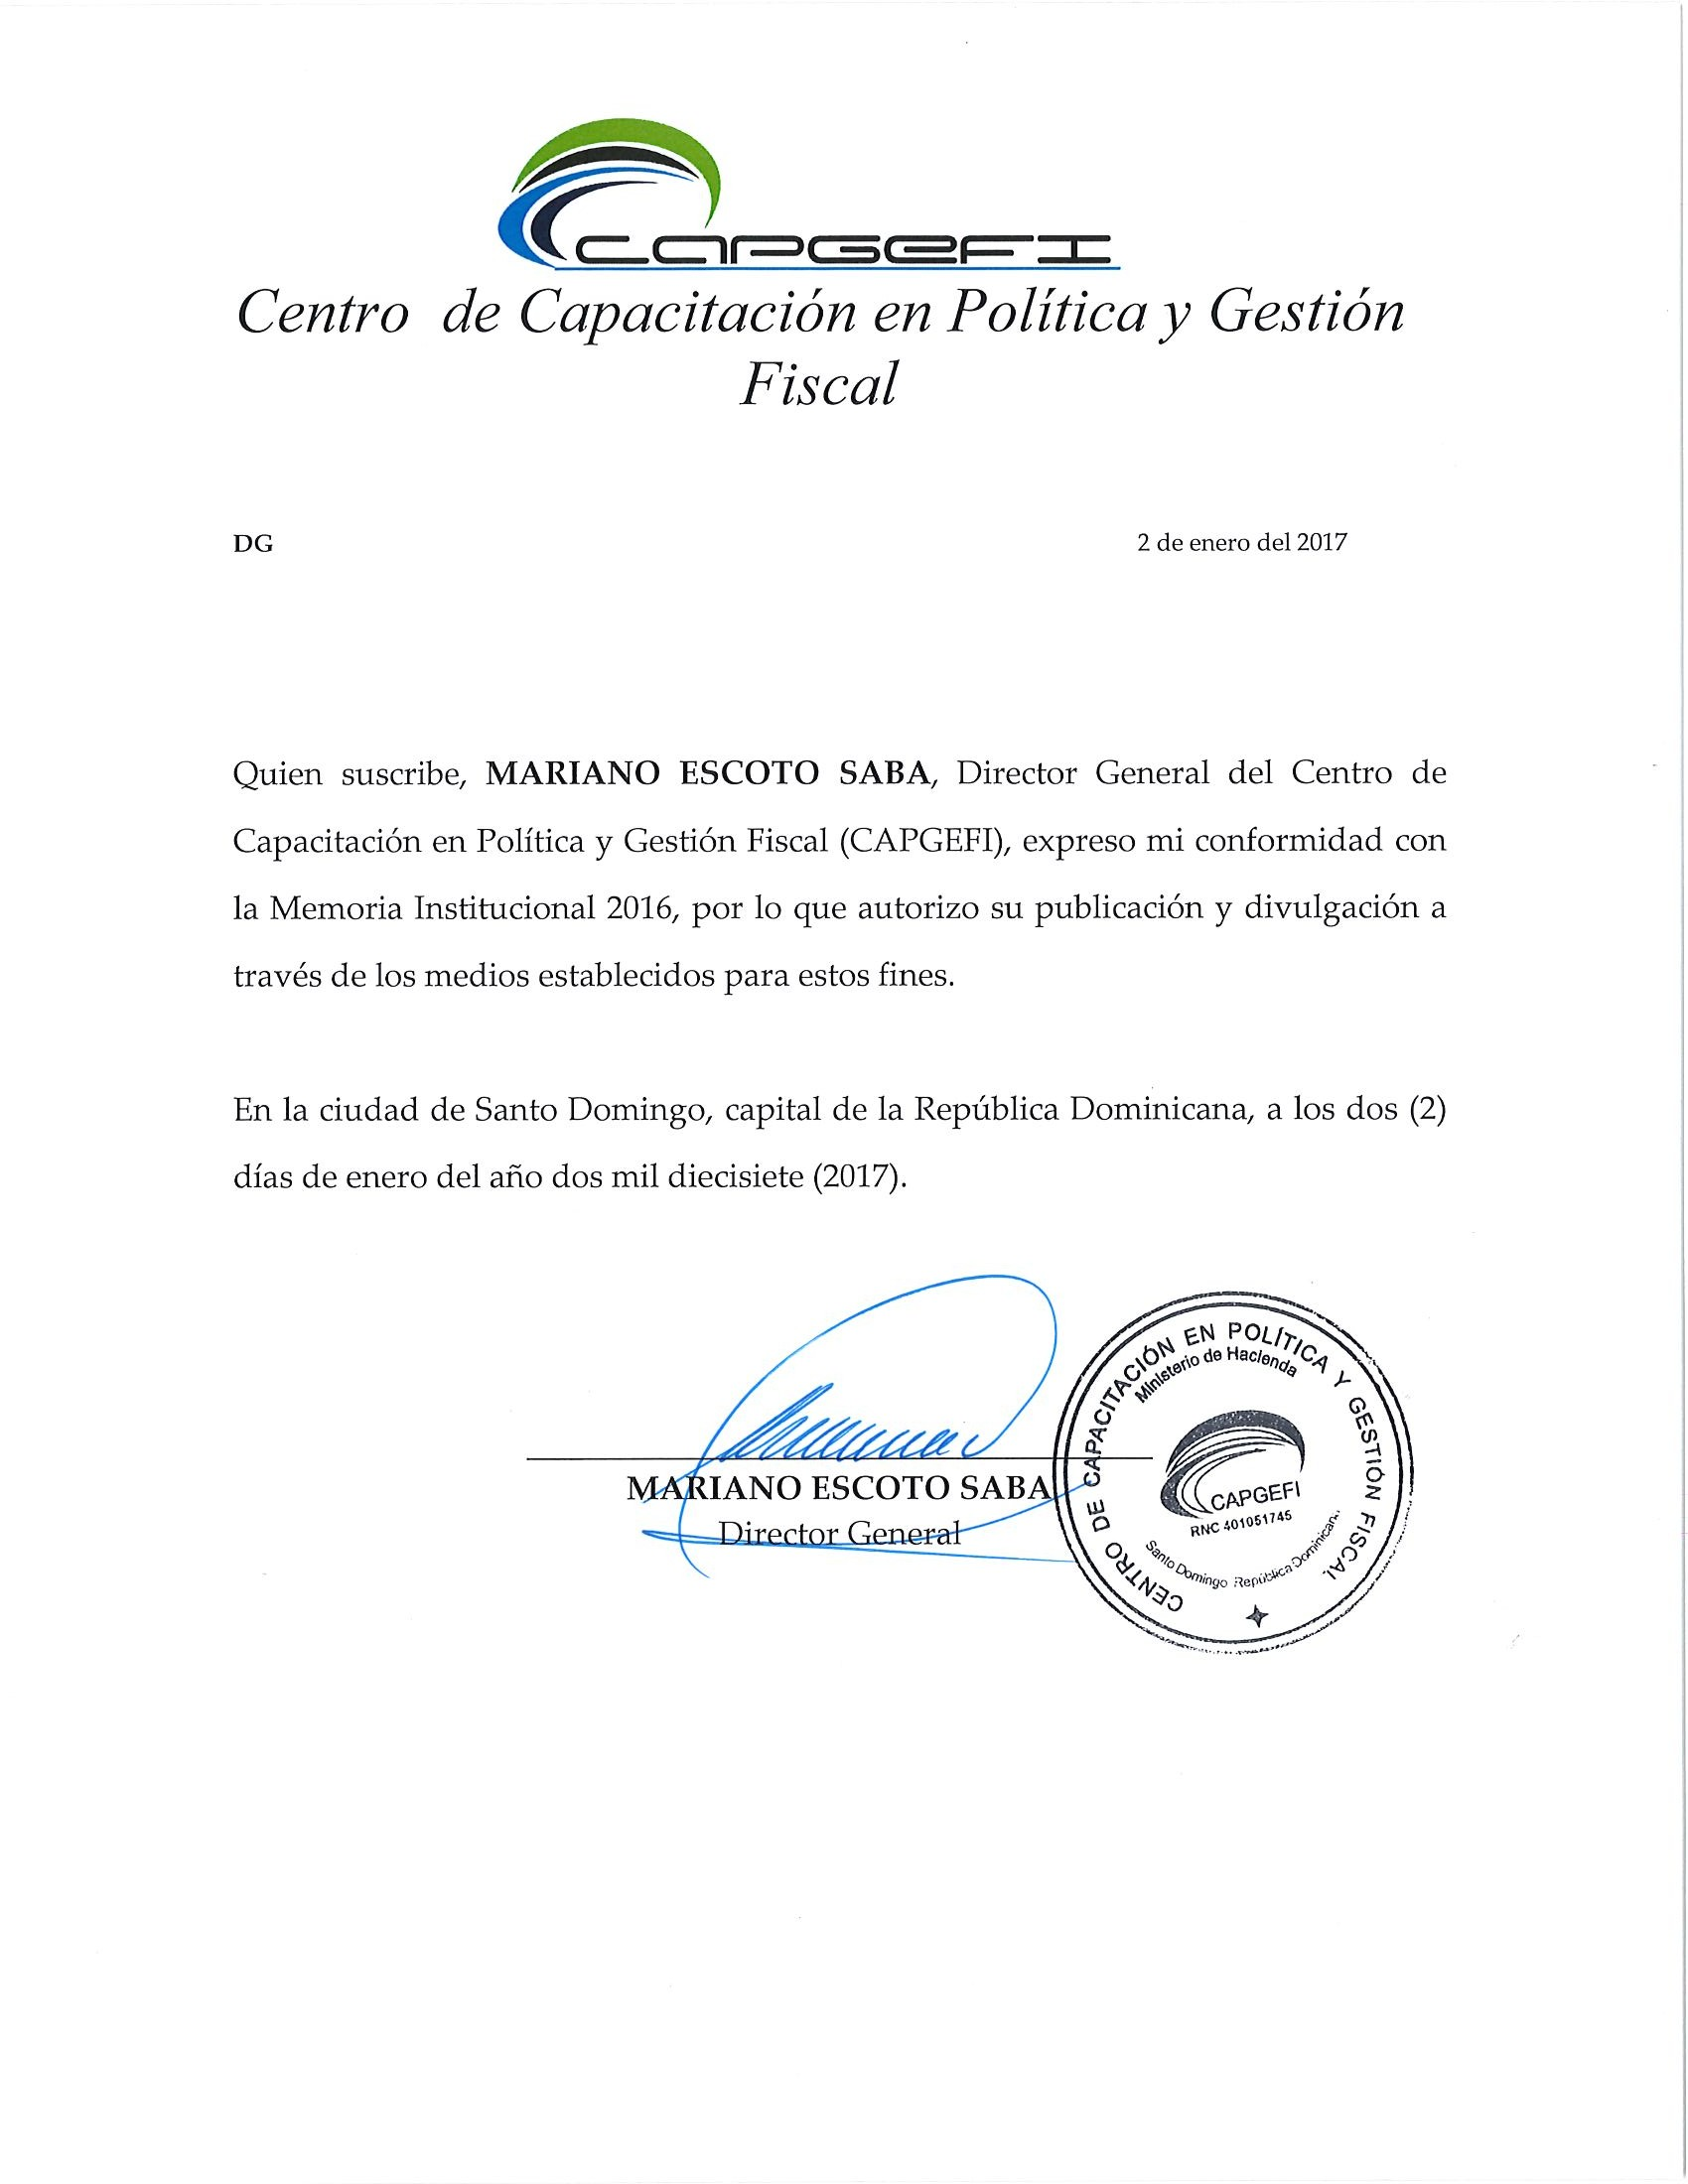 CAPGEFI
Centro de Capacitación en Política y Gestión
Fiscal
DG
2 de enero del 2017
Quien suscribe, MARIANO ESCOTO SABA, Director General del Centro de
Capacitación en Política y Gestión Fiscal (CAPGEFI), expreso mi conformidad con
la Memoria Institucional 2016, por lo que autorizo su publicación y divulgación a
través de los medios establecidos para estos fines.
En la ciudad de Santo Domingo, capital de la República Dominicana, a los dos (2)
días de enero del año dos mil diecisiete (2017).
MARIANO ESCOTO SABA
Director General
CENTRO DE CAPACITACIÓN EN POLÍTICA Y GESTIÓN FISCAL
Ministerio de Hacienda
CAPGEFI
RNC 401051745
Santo Domingo República Dominicana